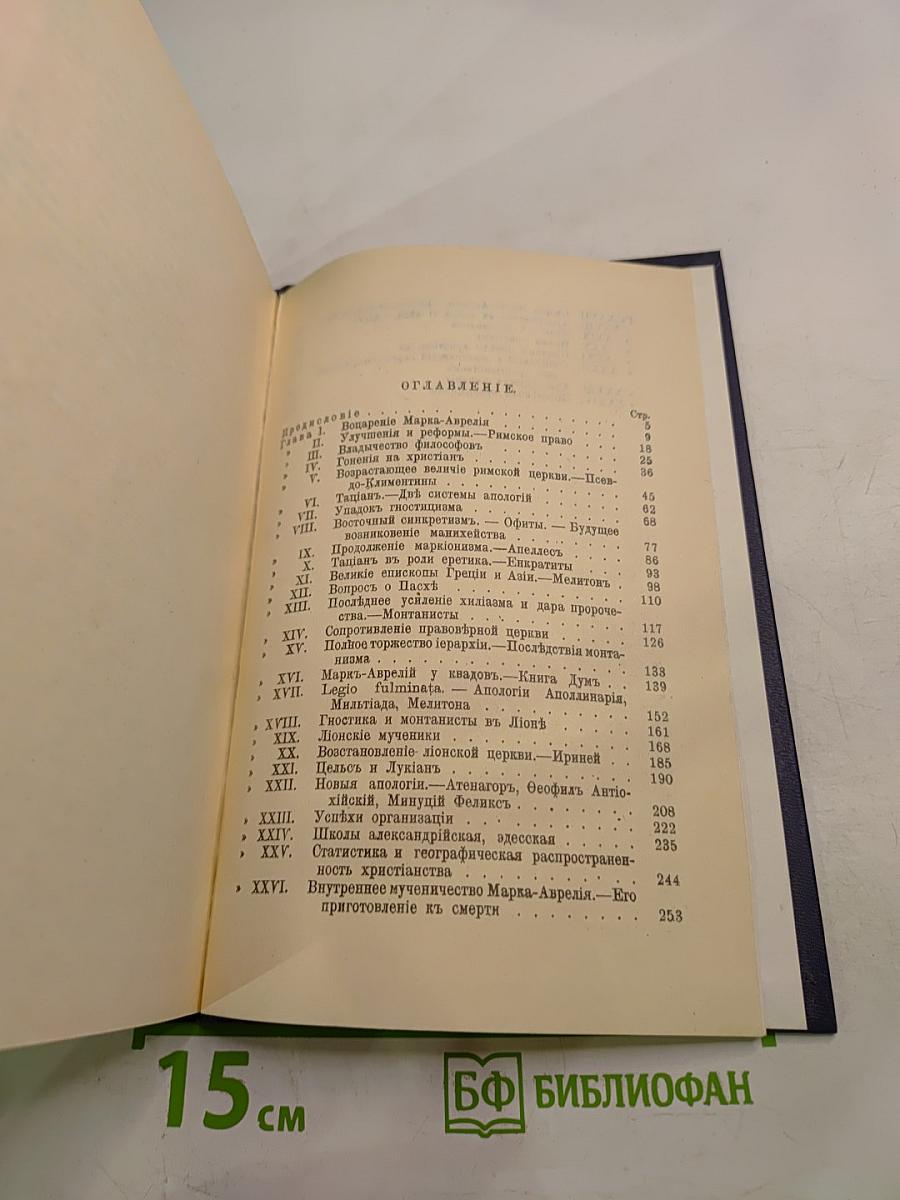 ОГЛАВЛЕНІЕ.
Стр.
Предисловіе . . . . . . . . . . . 5
Глава I. Воцареніе Марка-Аврелія . . . . . . . 9
» II. Улучшенія и реформы.—Римское право . . . 18
» III. Владычество философовъ . . . . . . . 25
» IV. Гоненія на христіанъ . . . . . . . . 36
» V. Возрастающее величіе римской церкви.—Псев-
до-Климентины . . . . . . . . . 45
» VI. Таціанъ.—Двѣ системы апологій . . . . . 62
» VII. Упадокъ гностицизма . . . . . . . . 68
» VIII. Восточный синкретизмъ. — Офиты. — Будущее
возникновеніе манихейства . . . . . . 77
» IX. Продолженіе маркіонизма.—Апеллесъ . . . . 86
» X. Таціанъ въ роли еретика.—Енкратиты . . . 93
» XI. Великіе епископы Греціи и Азіи.—Мелитонъ . 98
» XII. Вопросъ о Пасхѣ . . . . . . . . . 110
» XIII. Послѣднее усиленіе хиліазма и дара пророче-
ства.—Монтанисты . . . . . . . . 117
» XIV. Сопротивленіе правовѣрной церкви . . . . 126
» XV. Полное торжество іерархіи.—Послѣдствія монта-
низма . . . . . . . . . . . . 133
» XVI. Маркъ-Аврелій у квадовъ.—Книга Думъ . . 139
» XVII. Legio fulminata. — Апологіи Аполлинарія,
Мильтіада, Мелитона . . . . . . . 152
» XVIII. Гностика и монтанисты въ Ліонѣ . . . . . 161
» XIX. Ліонскіе мученики . . . . . . . . . 168
» XX. Возстановленіе ліонской церкви.—Ириней . . 185
» XXI. Цельсъ и Лукіанъ . . . . . . . . . 190
» XXII. Новыя апологіи.—Атенагоръ, Ѳеофилъ Антіо-
хійскій, Минуцій Феликсъ . . . . . . . 208
» XXIII. Успѣхи организаціи . . . . . . . . . 222
» XXIV. Школы александрійская, эдесская . . . . . 235
» XXV. Статистика и географическая распространен-
ность христіанства . . . . . . . . . 244
» XXVI. Внутреннее мученичество Марка-Аврелія.—Его
приготовленіе къ смерти . . . . . . . 253
15 см
БФ БИБЛИОФАН